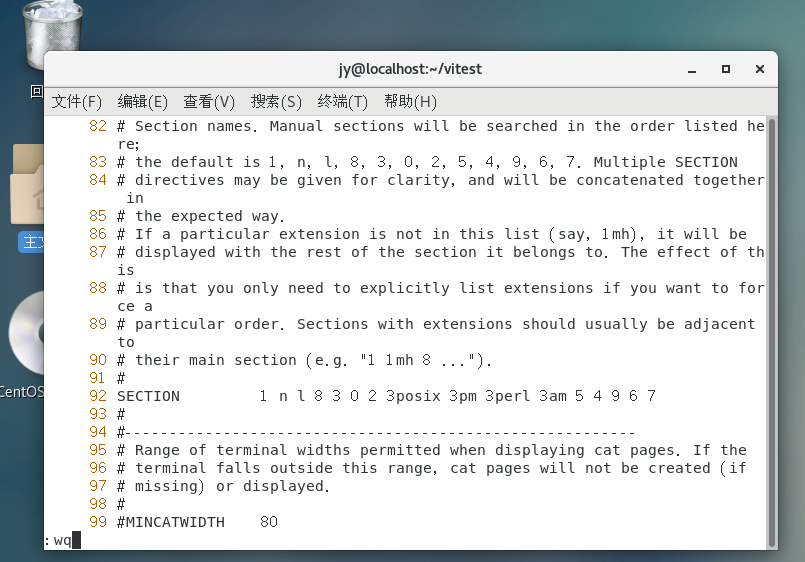 jy@localhost:~/vitest
回
文件(F) 编辑(E) 查看(V) 搜索(S) 终端(T) 帮助(H)
82 # Section names. Manual sections will be searched in the order listed he
re;
83 # the default is 1, n, l, 8, 3, 0, 2, 5, 4, 9, 6, 7. Multiple SECTION
84 # directives may be given for clarity, and will be concatenated together
in
85 # the expected way.
86 # If a particular extension is not in this list (say, 1mh), it will be
87 # displayed with the rest of the section it belongs to. The effect of th
is
88 # is that you only need to explicitly list extensions if you want to for
ce a
89 # particular order. Sections with extensions should usually be adjacent
to
90 # their main section (e.g. "1 1mh 8 ...").
91 #
92 SECTION 1 n l 8 3 0 2 3posix 3pm 3perl 3am 5 4 9 6 7
93 #
94 #---------------------------------------------------------
95 # Range of terminal widths permitted when displaying cat pages. If the
96 # terminal falls outside this range, cat pages will not be created (if
97 # missing) or displayed.
98 #
99 #MINCATWIDTH 80
:wq
主文
CentOS